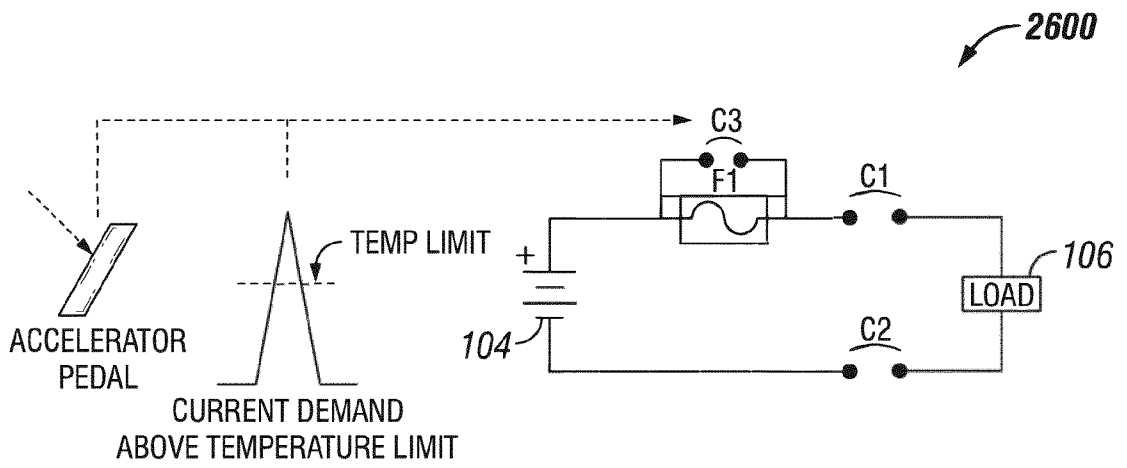 2600
C3
F1
C1
TEMP LIMIT
+
106
LOAD
104
C2
ACCELERATOR
PEDAL
CURRENT DEMAND
ABOVE TEMPERATURE LIMIT